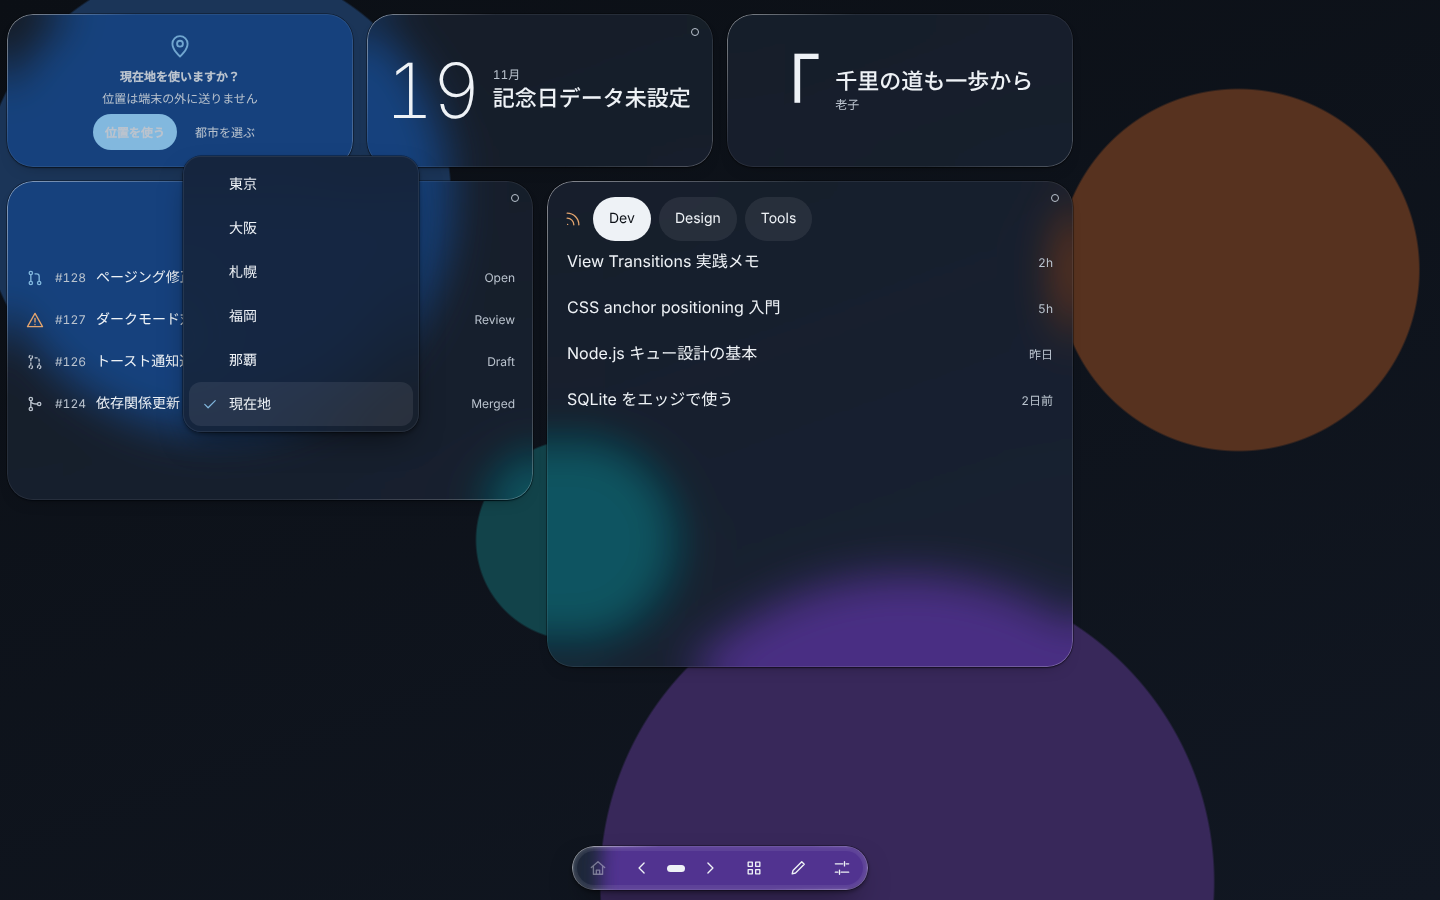 現在地を使いますか？
位置は端末の外に送りません
位置を使う 都市を選ぶ
19
11月
記念日データ未設定
「
千里の道も一歩から
老子
東京
大阪
札幌
福岡
那覇
現在地
#128 ページング修 Open
#127 ダークモード Review
#126 トースト通知 Draft
#124 依存関係更新 Merged
Dev Design Tools
View Transitions 実践メモ 2h
CSS anchor positioning 入門 5h
Node.js キュー設計の基本 昨日
SQLite をエッジで使う 2日前